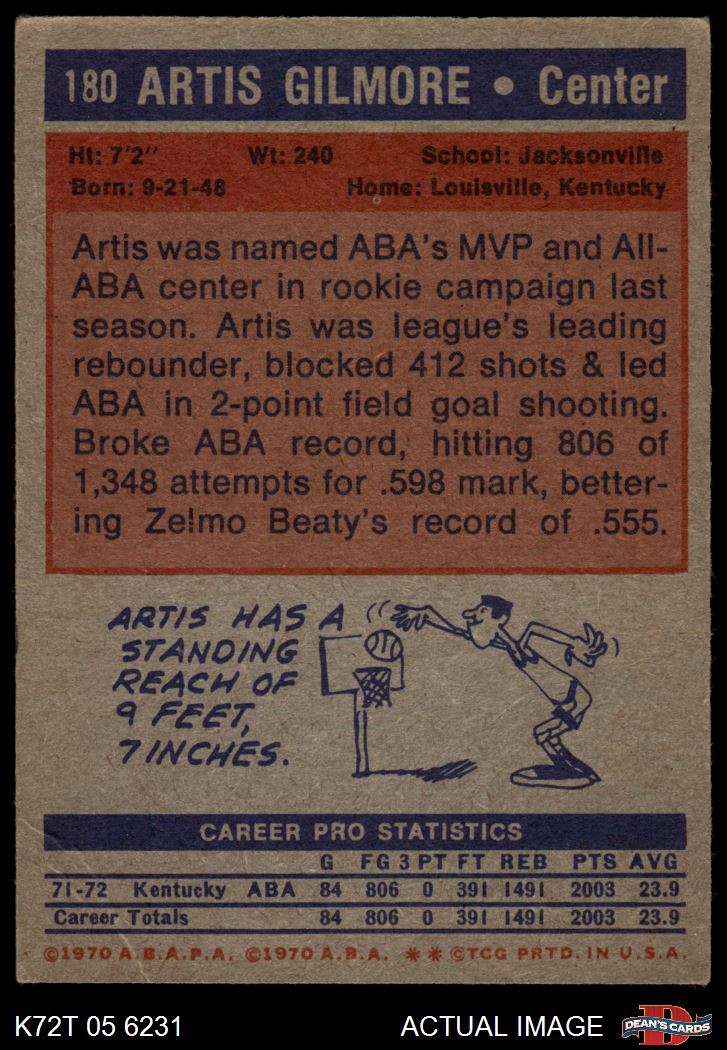 180 ARTIS GILMORE • Center
Ht: 7'2" Wt: 240 School: Jacksonville
Born: 9-21-48 Home: Louisville, Kentucky
Artis was named ABA's MVP and All-
ABA center in rookie campaign last
season. Artis was league's leading
rebounder, blocked 412 shots & led
ABA in 2-point field goal shooting.
Broke ABA record, hitting 806 of
1,348 attempts for .598 mark, better-
ing Zelmo Beaty's record of .555.
ARTIS HAS A
STANDING
REACH OF
9 FEET,
7 INCHES.
CAREER PRO STATISTICS
G FG 3PT FT REB PTS AVG
71-72 Kentucky ABA 84 806 0 391 1491 2003 23.9
Career Totals 84 806 0 391 1491 2003 23.9
©1970 A.B.A.P.A. ©1970 A.B.A. ** ©TCG PRTD. IN U.S.A.
K72T 05 6231 ACTUAL IMAGE D DEAN'S CARDS